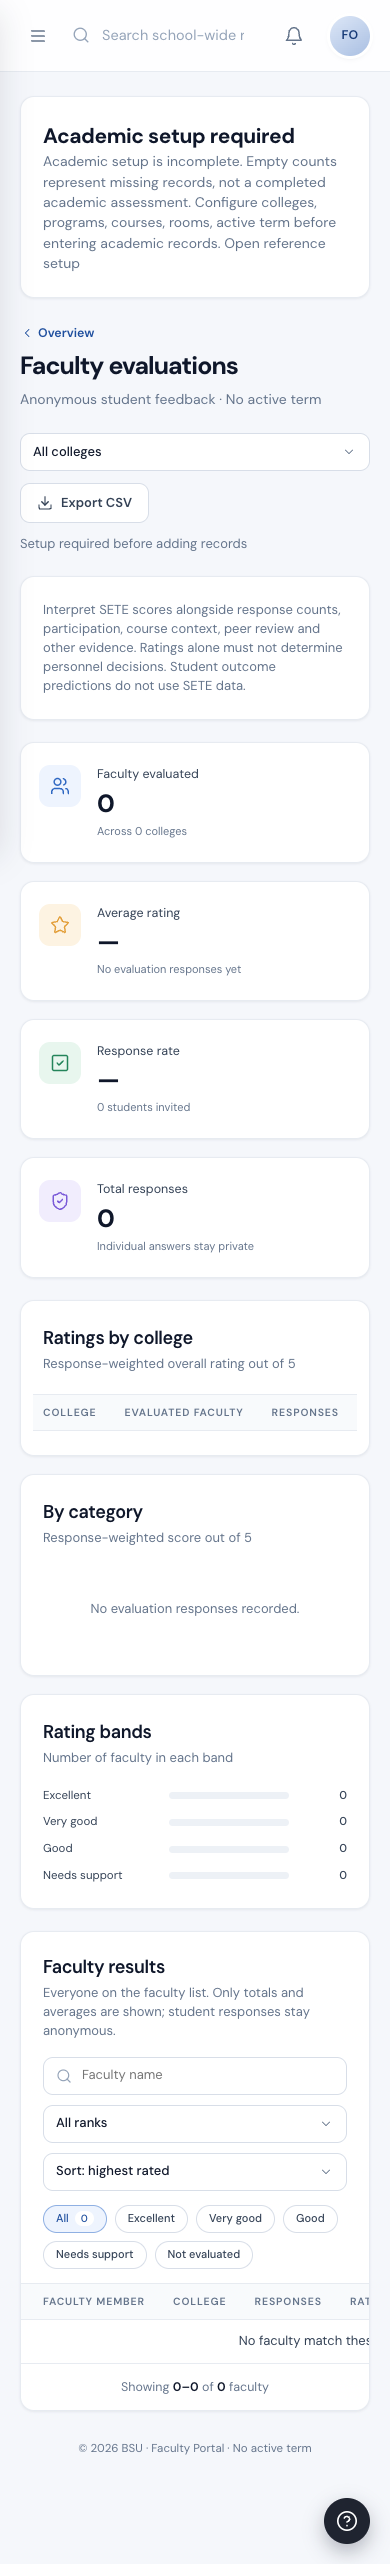 Search school-wide r
FO
Academic setup required
Academic setup is incomplete. Empty counts
represent missing records, not a completed
academic assessment. Configure colleges,
programs, courses, rooms, active term before
entering academic records. Open reference
setup
Overview
Faculty evaluations
Anonymous student feedback · No active term
All colleges
Export CSV
Setup required before adding records
Interpret SETE scores alongside response counts,
participation, course context, peer review and
other evidence. Ratings alone must not determine
personnel decisions. Student outcome
predictions do not use SETE data.
Faculty evaluated
0
Across 0 colleges
Average rating
—
No evaluation responses yet
Response rate
—
0 students invited
Total responses
0
Individual answers stay private
Ratings by college
Response-weighted overall rating out of 5
COLLEGE EVALUATED FACULTY RESPONSES
By category
Response-weighted score out of 5
No evaluation responses recorded.
Rating bands
Number of faculty in each band
Excellent 0
Very good 0
Good 0
Needs support 0
Faculty results
Everyone on the faculty list. Only totals and
averages are shown; student responses stay
anonymous.
Faculty name
All ranks
Sort: highest rated
All 0 Excellent Very good Good
Needs support Not evaluated
FACULTY MEMBER COLLEGE RESPONSES RAT
No faculty match thes
Showing 0–0 of 0 faculty
© 2026 BSU · Faculty Portal · No active term